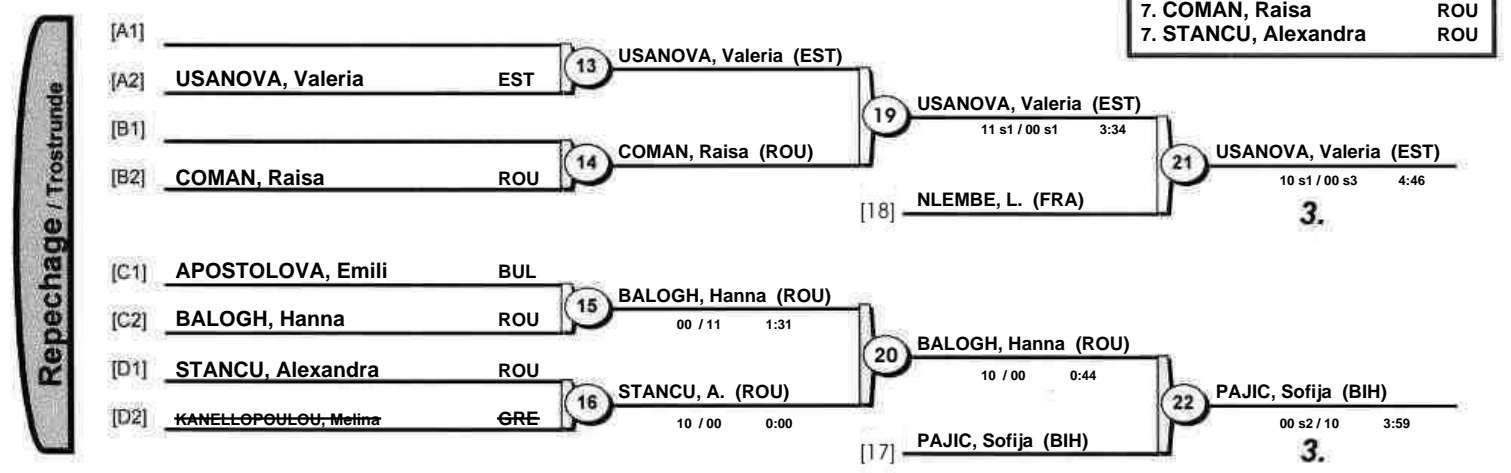 7. COMAN, Raisa ROU
7. STANCU, Alexandra ROU
Repechage / Trostrunde
[A1]
[A2] USANOVA, Valeria EST
13
USANOVA, Valeria (EST)
[B1]
[B2] COMAN, Raisa ROU
14
COMAN, Raisa (ROU)
19
USANOVA, Valeria (EST)
11 s1 / 00 s1 3:34
[18] NLEMBE, L. (FRA)
21
USANOVA, Valeria (EST)
10 s1 / 00 s3 4:46
3.
[C1] APOSTOLOVA, Emili BUL
[C2] BALOGH, Hanna ROU
15
BALOGH, Hanna (ROU)
00 / 11 1:31
[D1] STANCU, Alexandra ROU
[D2] KANELLOPOULOU, Melina GRE
16
STANCU, A. (ROU)
10 / 00 0:00
20
BALOGH, Hanna (ROU)
10 / 00 0:44
[17] PAJIC, Sofija (BIH)
22
PAJIC, Sofija (BIH)
00 s2 / 10 3:59
3.